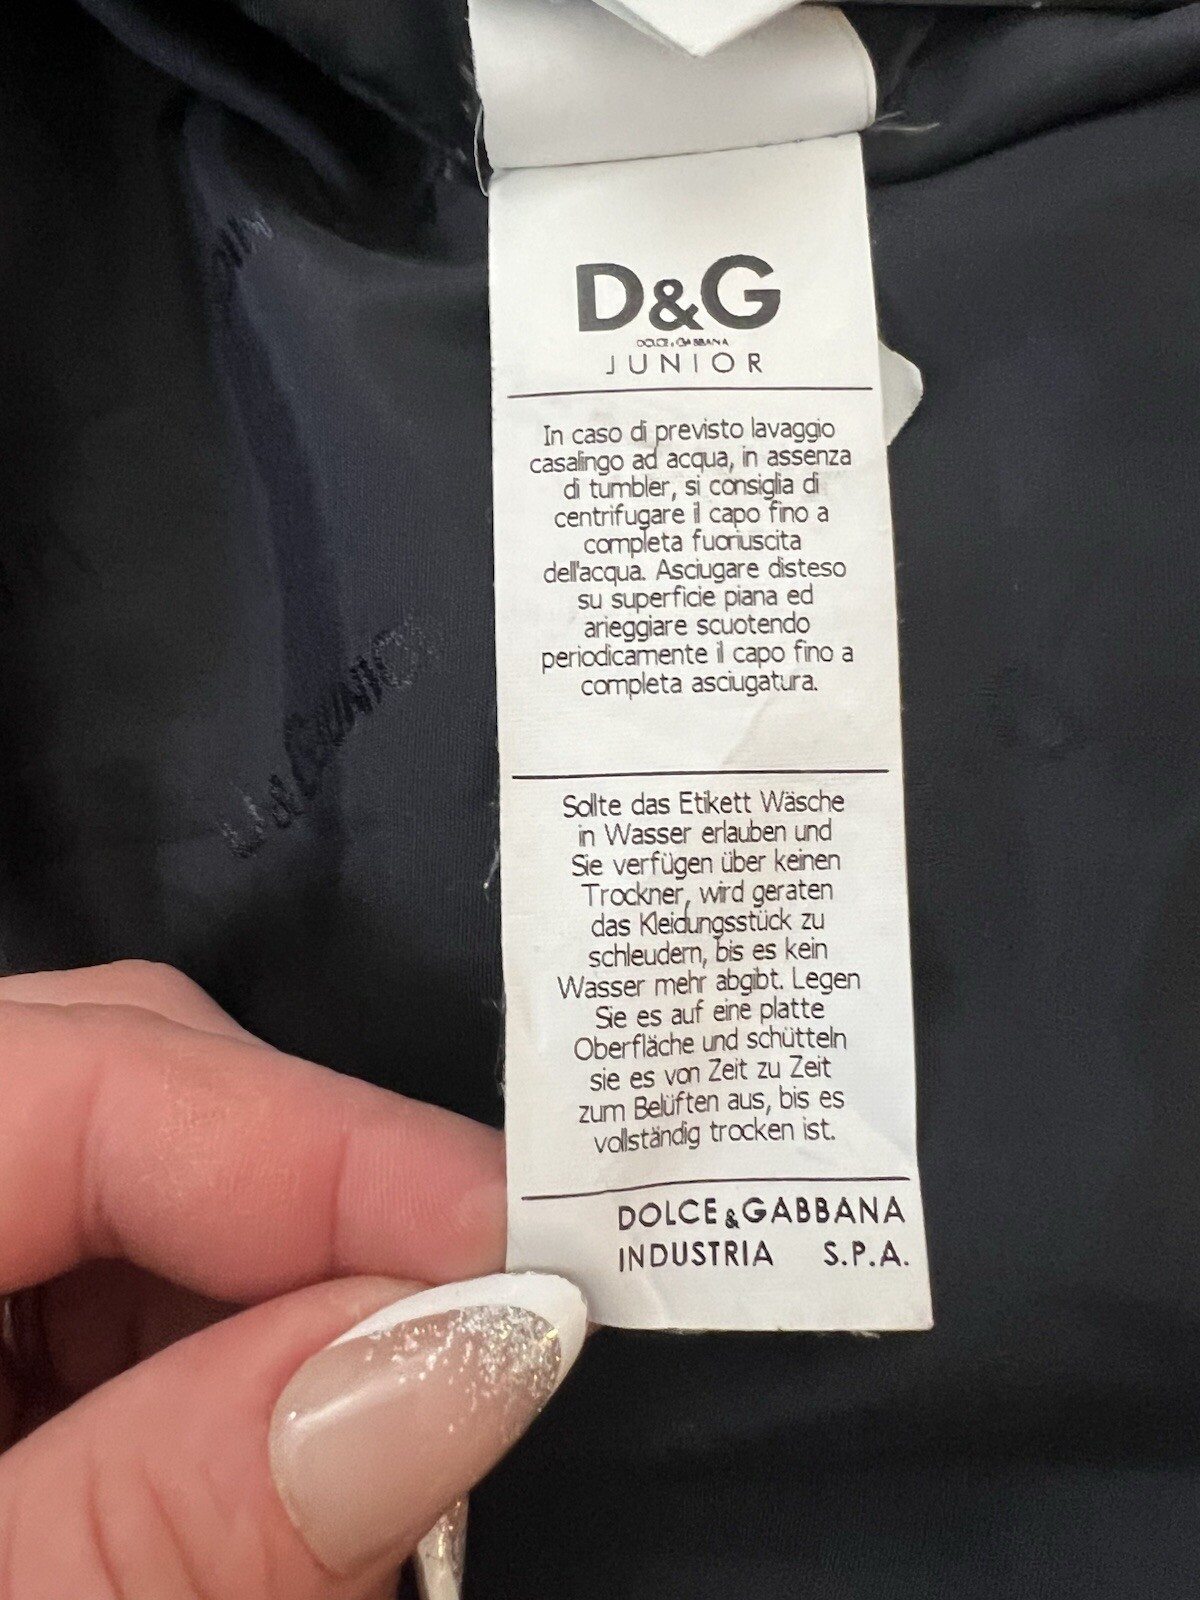 D&G
DOLCE & GABBANA
JUNIOR
In caso di previsto lavaggio
casalingo ad acqua, in assenza
di tumbler, si consiglia di
centrifugare il capo fino a
completa fuoriuscita
dell'acqua. Asciugare disteso
su superficie piana ed
arieggiare scuotendo
periodicamente il capo fino a
completa asciugatura.
Sollte das Etikett Wäsche
in Wasser erlauben und
Sie verfügen über keinen
Trockner, wird geraten
das Kleidungsstück zu
schleudern, bis es kein
Wasser mehr abgibt. Legen
Sie es auf eine platte
Oberfläche und schütteln
sie es von Zeit zu Zeit
zum Belüften aus, bis es
vollständig trocken ist.
DOLCE & GABBANA
INDUSTRIA S.P.A.